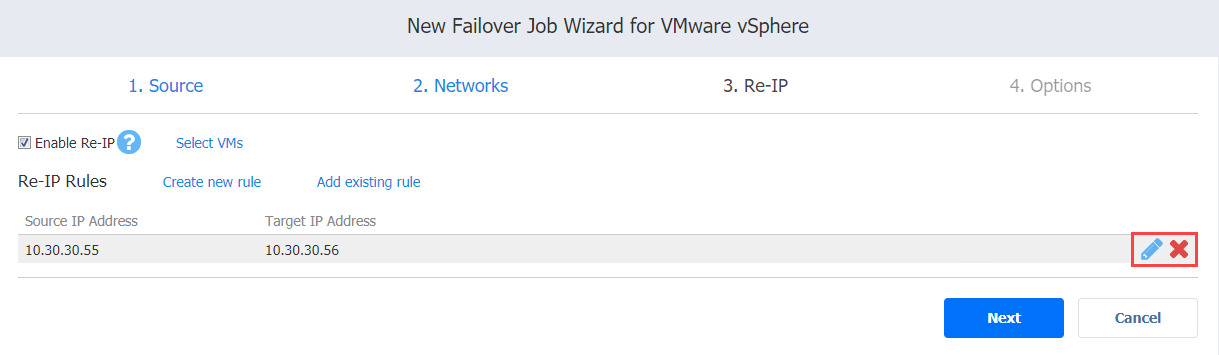 New Failover Job Wizard for VMware vSphere
1. Source 2. Networks 3. Re-IP 4. Options
Enable Re-IP ? Select VMs
Re-IP Rules Create new rule Add existing rule
Source IP Address Target IP Address
10.30.30.55 10.30.30.56
Next Cancel